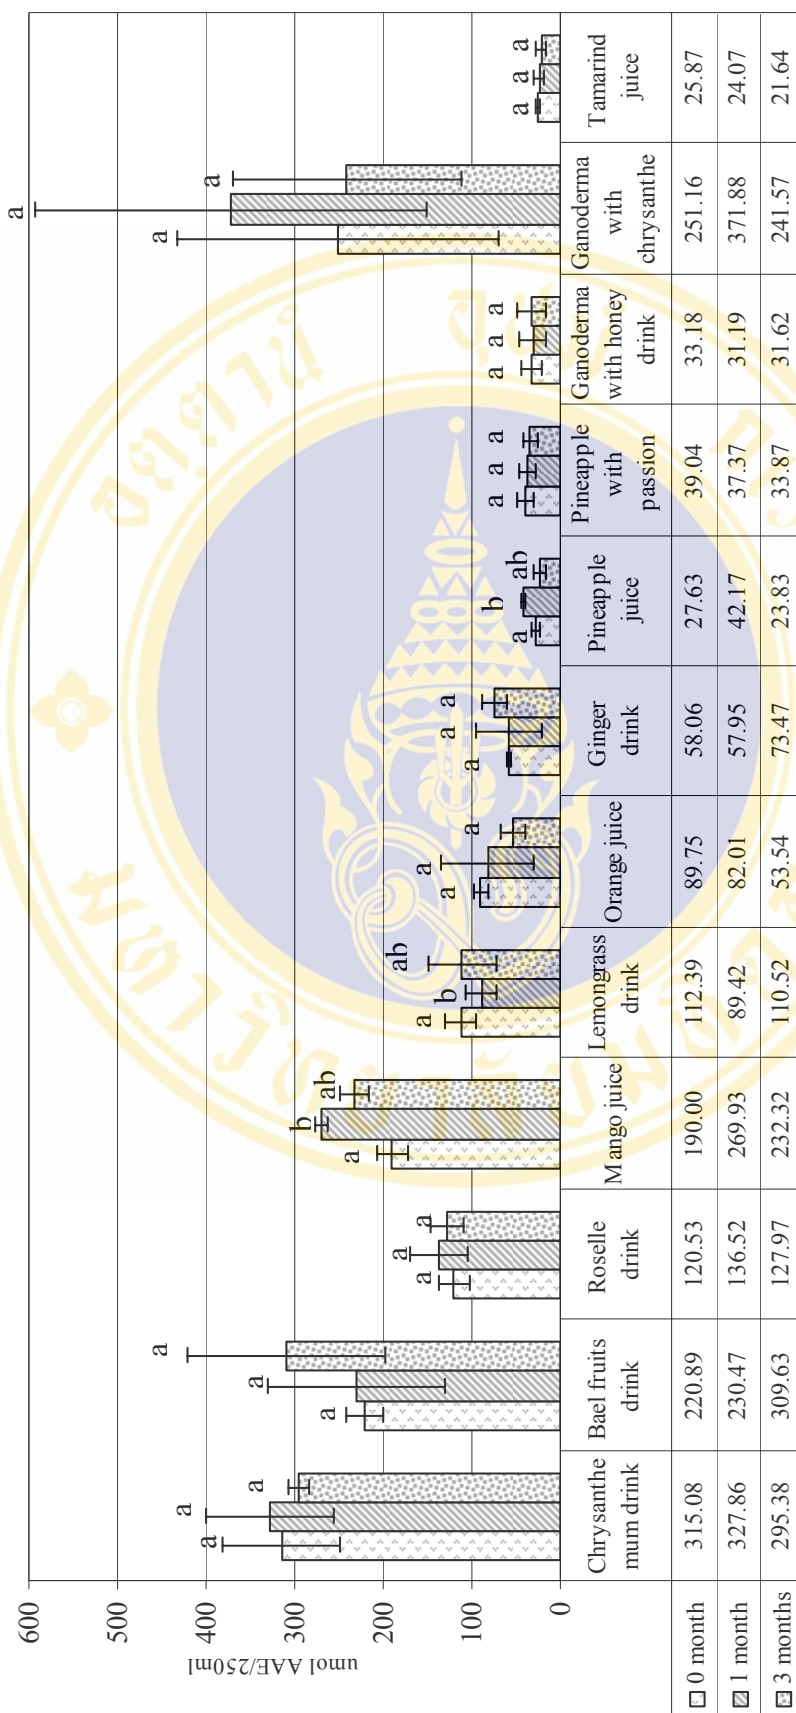 600
500
400
300
200
100
0
umol AAE/250ml
a a a
a a a
a a a
a b ab
a b ab
a a a
a a a
a b ab
a a a
a a a
a a a
a a a
Chrysanthe mum drink Bael fruits drink Roselle drink Mango juice Lemongrass drink Orange juice Ginger drink Pineapple juice Pineapple with passion Ganoderma with honey drink Ganoderma with chrysanthe Tamarind juice
0 month 315.08 220.89 120.53 190.00 112.39 89.75 58.06 27.63 39.04 33.18 251.16 25.87
1 month 327.86 230.47 136.52 269.93 89.42 82.01 57.95 42.17 37.37 31.19 371.88 24.07
3 months 295.38 309.63 127.97 232.32 110.52 53.54 73.47 23.83 33.87 31.62 241.57 21.64